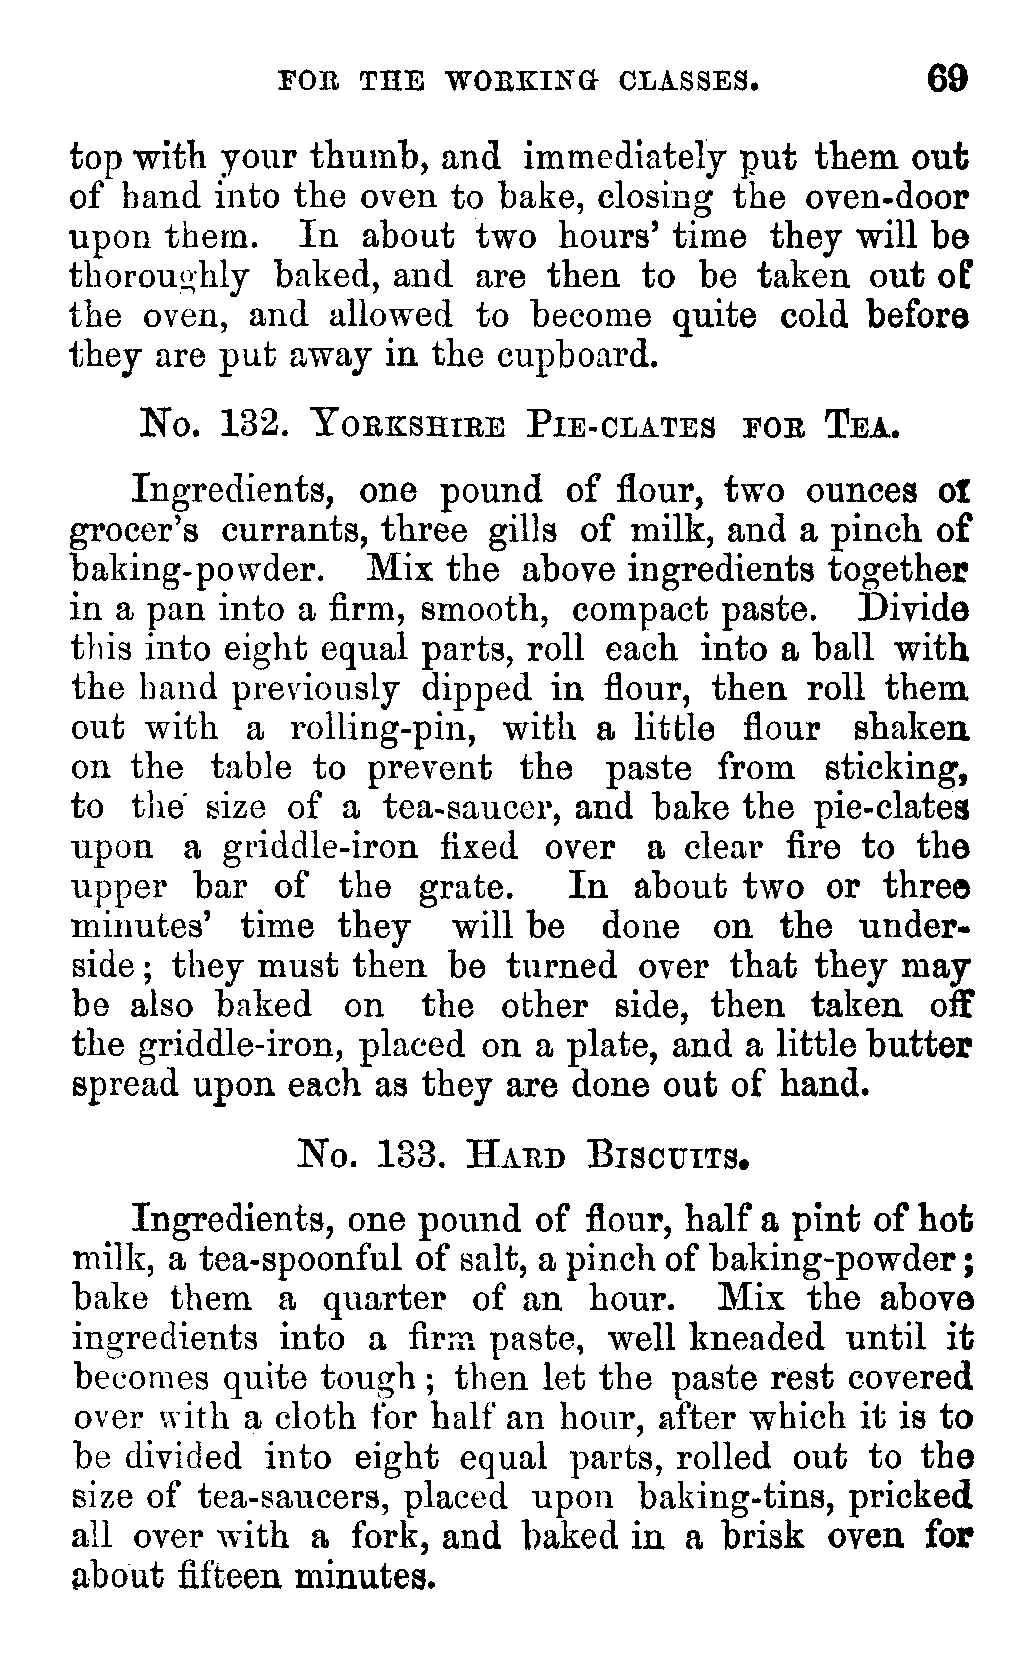 FOR THE WORKING CLASSES. 69
top with your thumb, and immediately put them out
of hand into the oven to bake, closing the oven-door
upon them. In about two hours' time they will be
thoroughly baked, and are then to be taken out of
the oven, and allowed to become quite cold before
they are put away in the cupboard.
No. 132. Yorkshire Pie-clates for Tea.
Ingredients, one pound of flour, two ounces of
grocer's currants, three gills of milk, and a pinch of
baking-powder. Mix the above ingredients together
in a pan into a firm, smooth, compact paste. Divide
this into eight equal parts, roll each into a ball with
the hand previously dipped in flour, then roll them
out with a rolling-pin, with a little flour shaken
on the table to prevent the paste from sticking,
to the size of a tea-saucer, and bake the pie-clates
upon a griddle-iron fixed over a clear fire to the
upper bar of the grate. In about two or three
minutes' time they will be done on the under-
side; they must then be turned over that they may
be also baked on the other side, then taken off
the griddle-iron, placed on a plate, and a little butter
spread upon each as they are done out of hand.
No. 133. Hard Biscuits.
Ingredients, one pound of flour, half a pint of hot
milk, a tea-spoonful of salt, a pinch of baking-powder;
bake them a quarter of an hour. Mix the above
ingredients into a firm paste, well kneaded until it
becomes quite tough; then let the paste rest covered
over with a cloth for half an hour, after which it is to
be divided into eight equal parts, rolled out to the
size of tea-saucers, placed upon baking-tins, pricked
all over with a fork, and baked in a brisk oven for
about fifteen minutes.